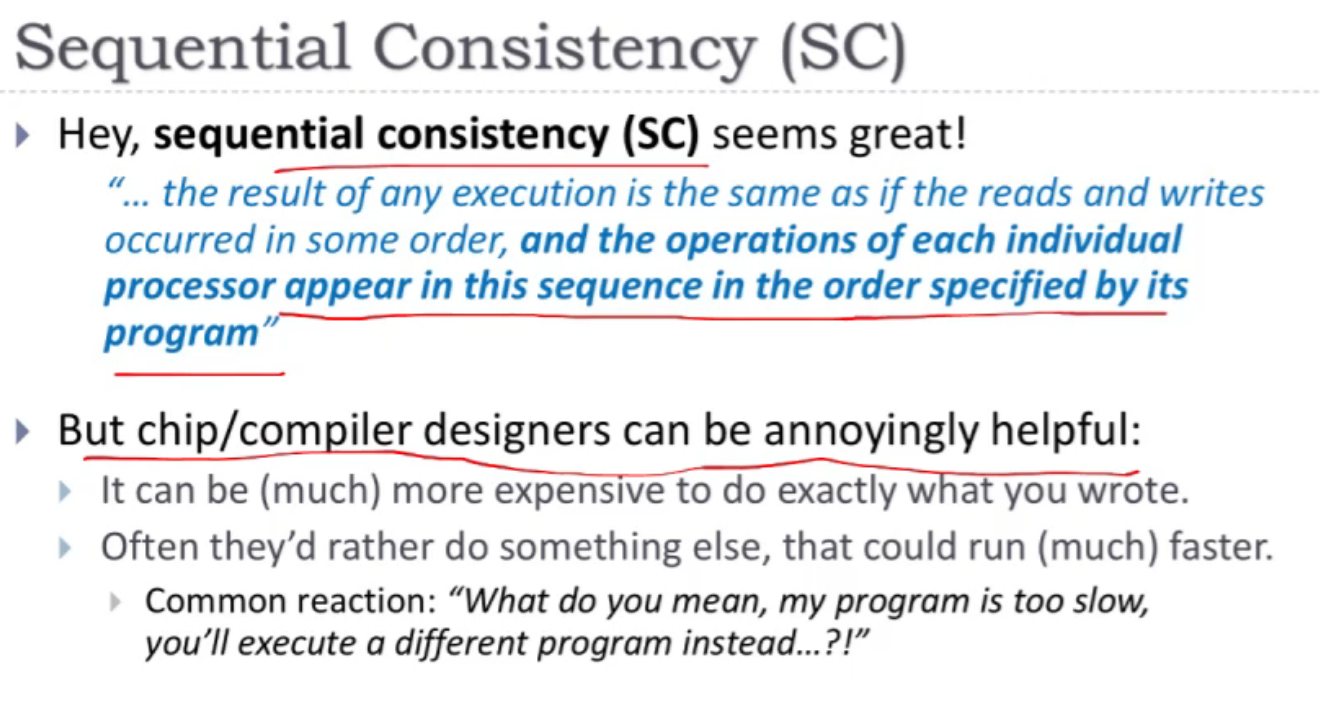 Sequential Consistency (SC)
Hey, sequential consistency (SC) seems great!
“... the result of any execution is the same as if the reads and writes
occurred in some order, and the operations of each individual
processor appear in this sequence in the order specified by its
program”
But chip/compiler designers can be annoyingly helpful:
It can be (much) more expensive to do exactly what you wrote.
Often they’d rather do something else, that could run (much) faster.
Common reaction: “What do you mean, my program is too slow,
you’ll execute a different program instead...?!”